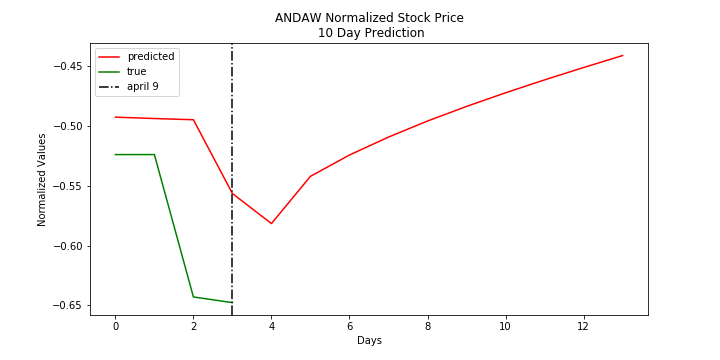 ANDAW Normalized Stock Price
10 Day Prediction
predicted
true
april 9
Normalized Values
−0.45
−0.50
−0.55
−0.60
−0.65
0 2 4 6 8 10 12
Days